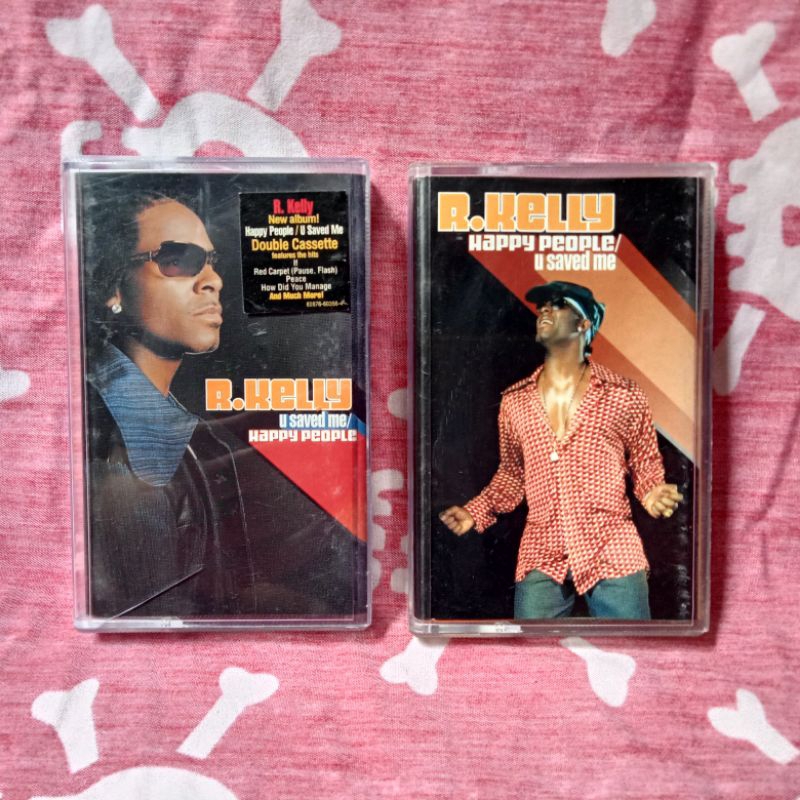 R. Kelly
New album!
Happy People / U Saved Me
Double Cassette
features the hits
If
Red Carpet (Pause, Flash)
Peace
How Did You Manage
And Much More!
R.Kelly
u saved me/
Happy People
R.Kelly
Happy People/
u saved me